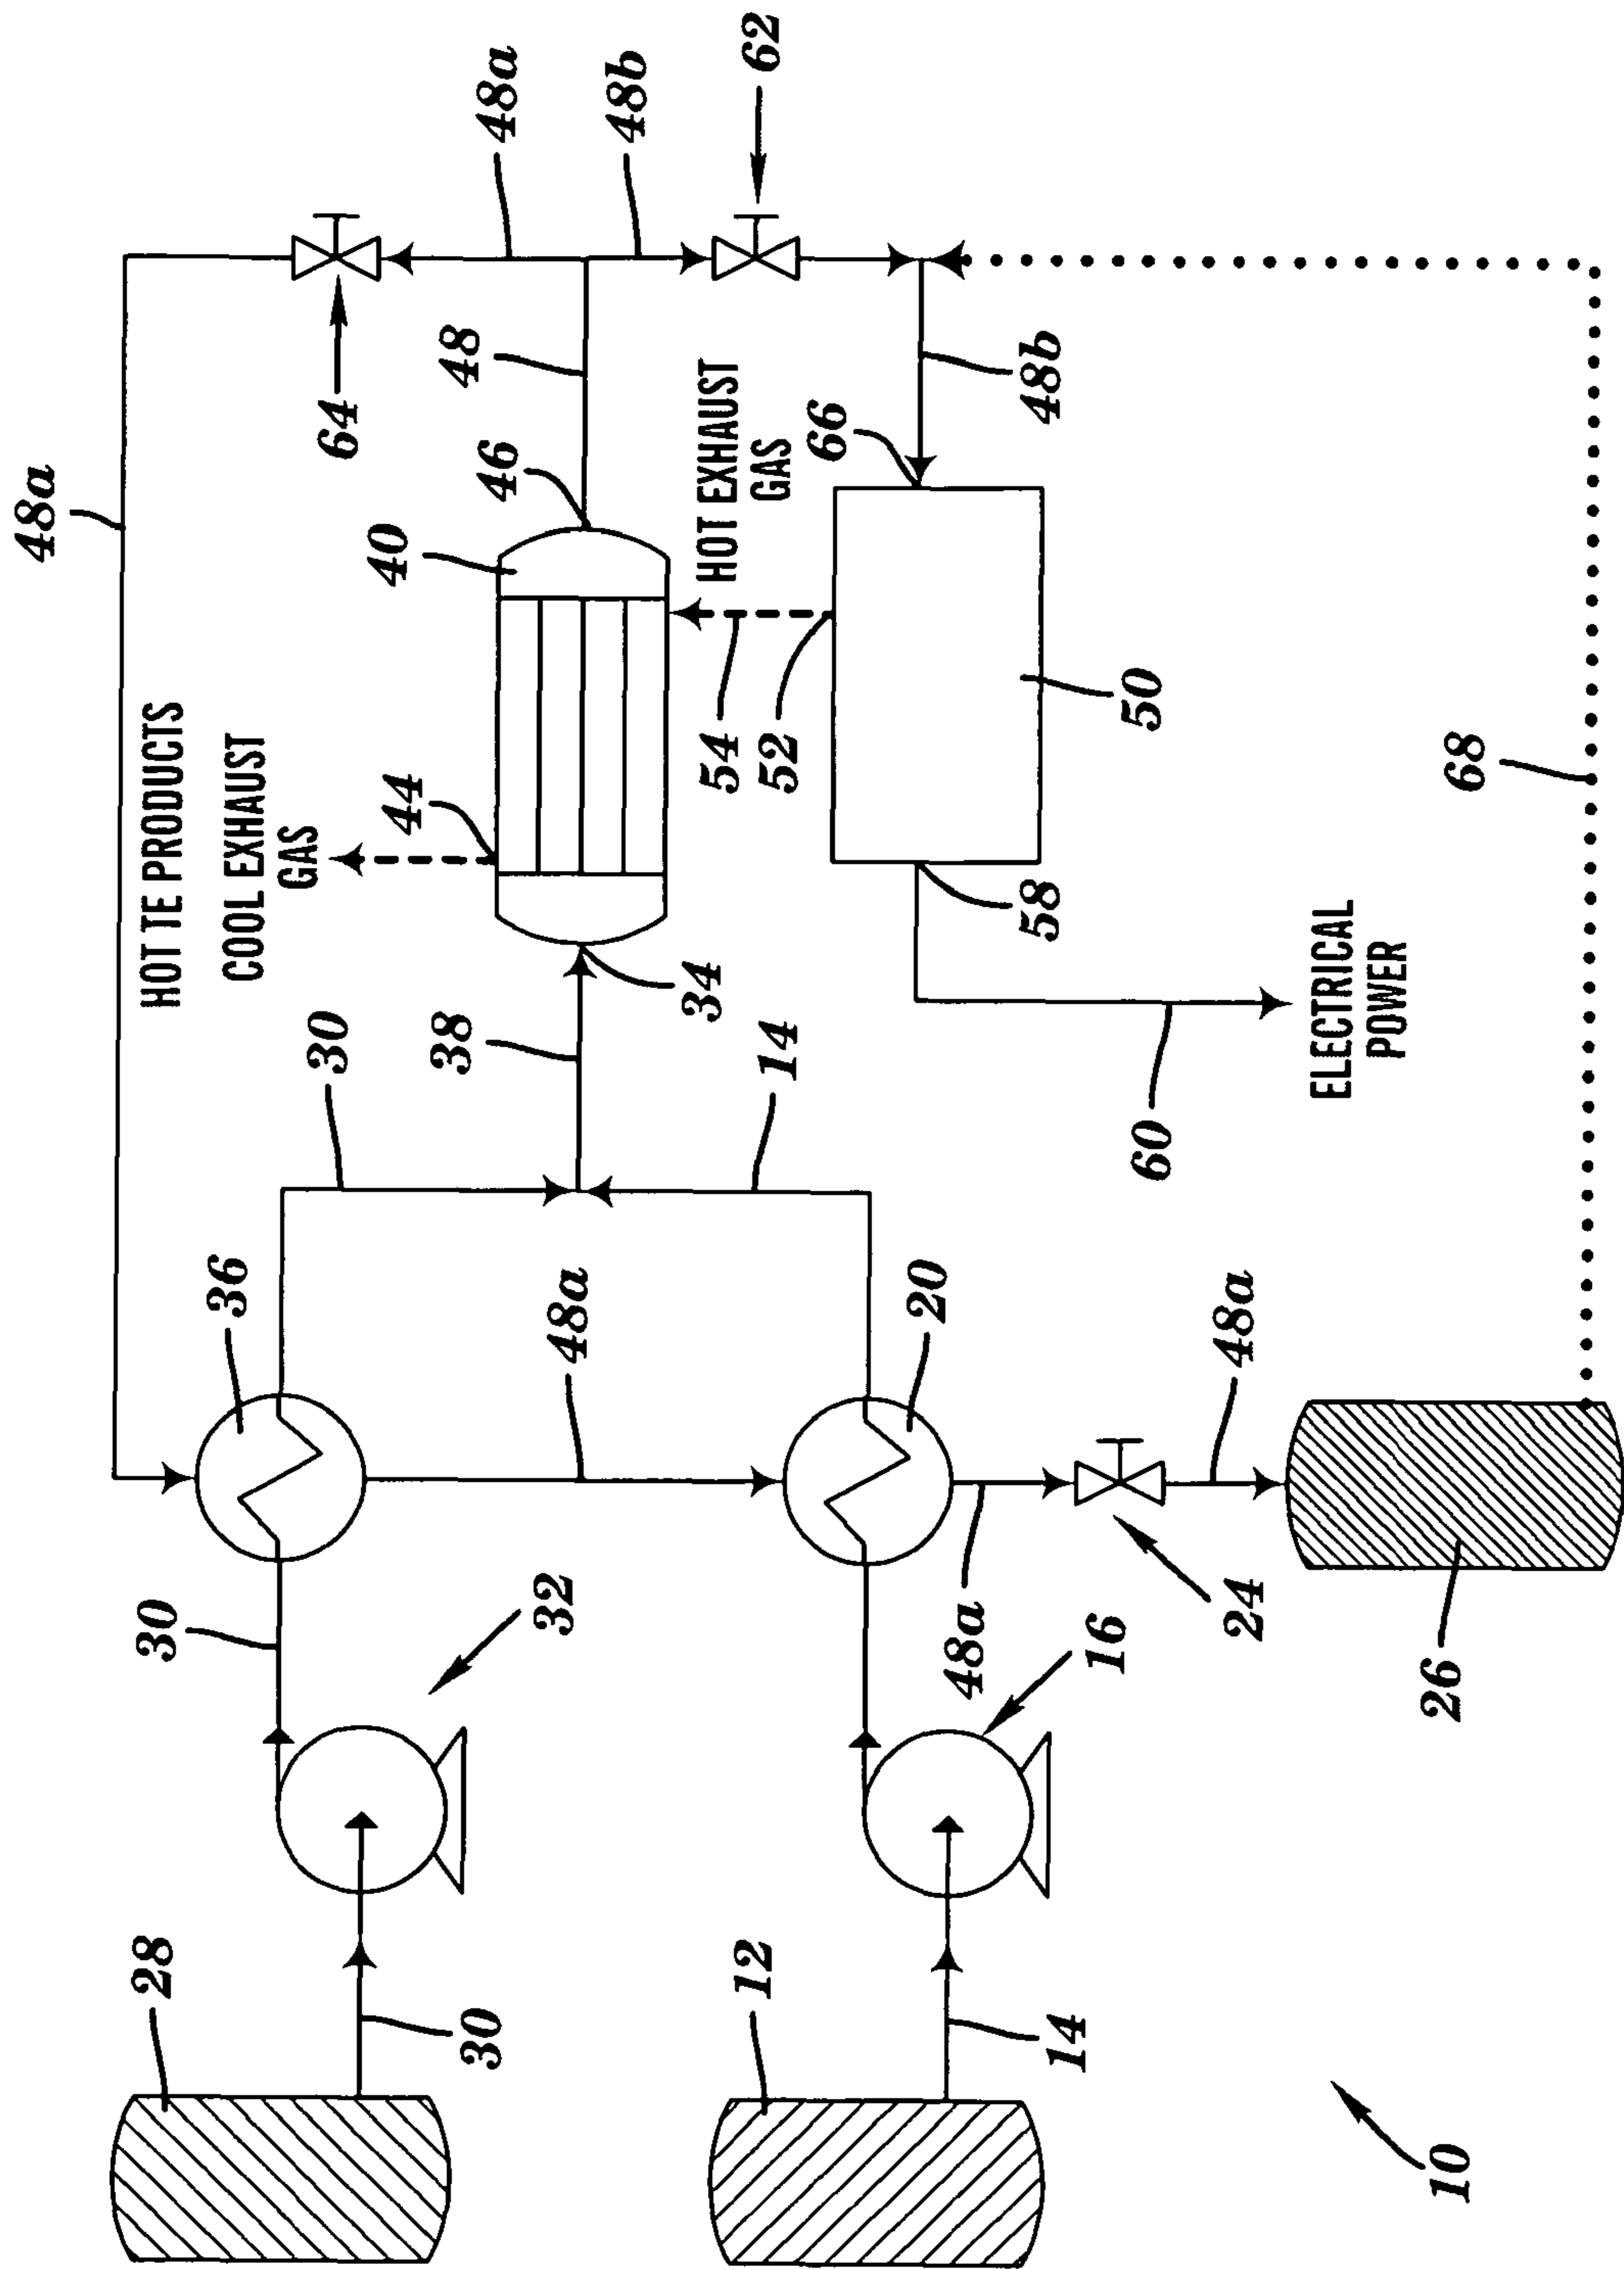 48a
28
30
HOT TE PRODUCTS
36
COOL EXHAUST
GAS
30
64
40
44
38
48
30
46
48a
32
48a
48b
34
HOT EXHAUST
GAS
54
12
62
14
52
66
20
48a
58
48b
14
16
50
60
24
48a
ELECTRICAL
POWER
10
26
68